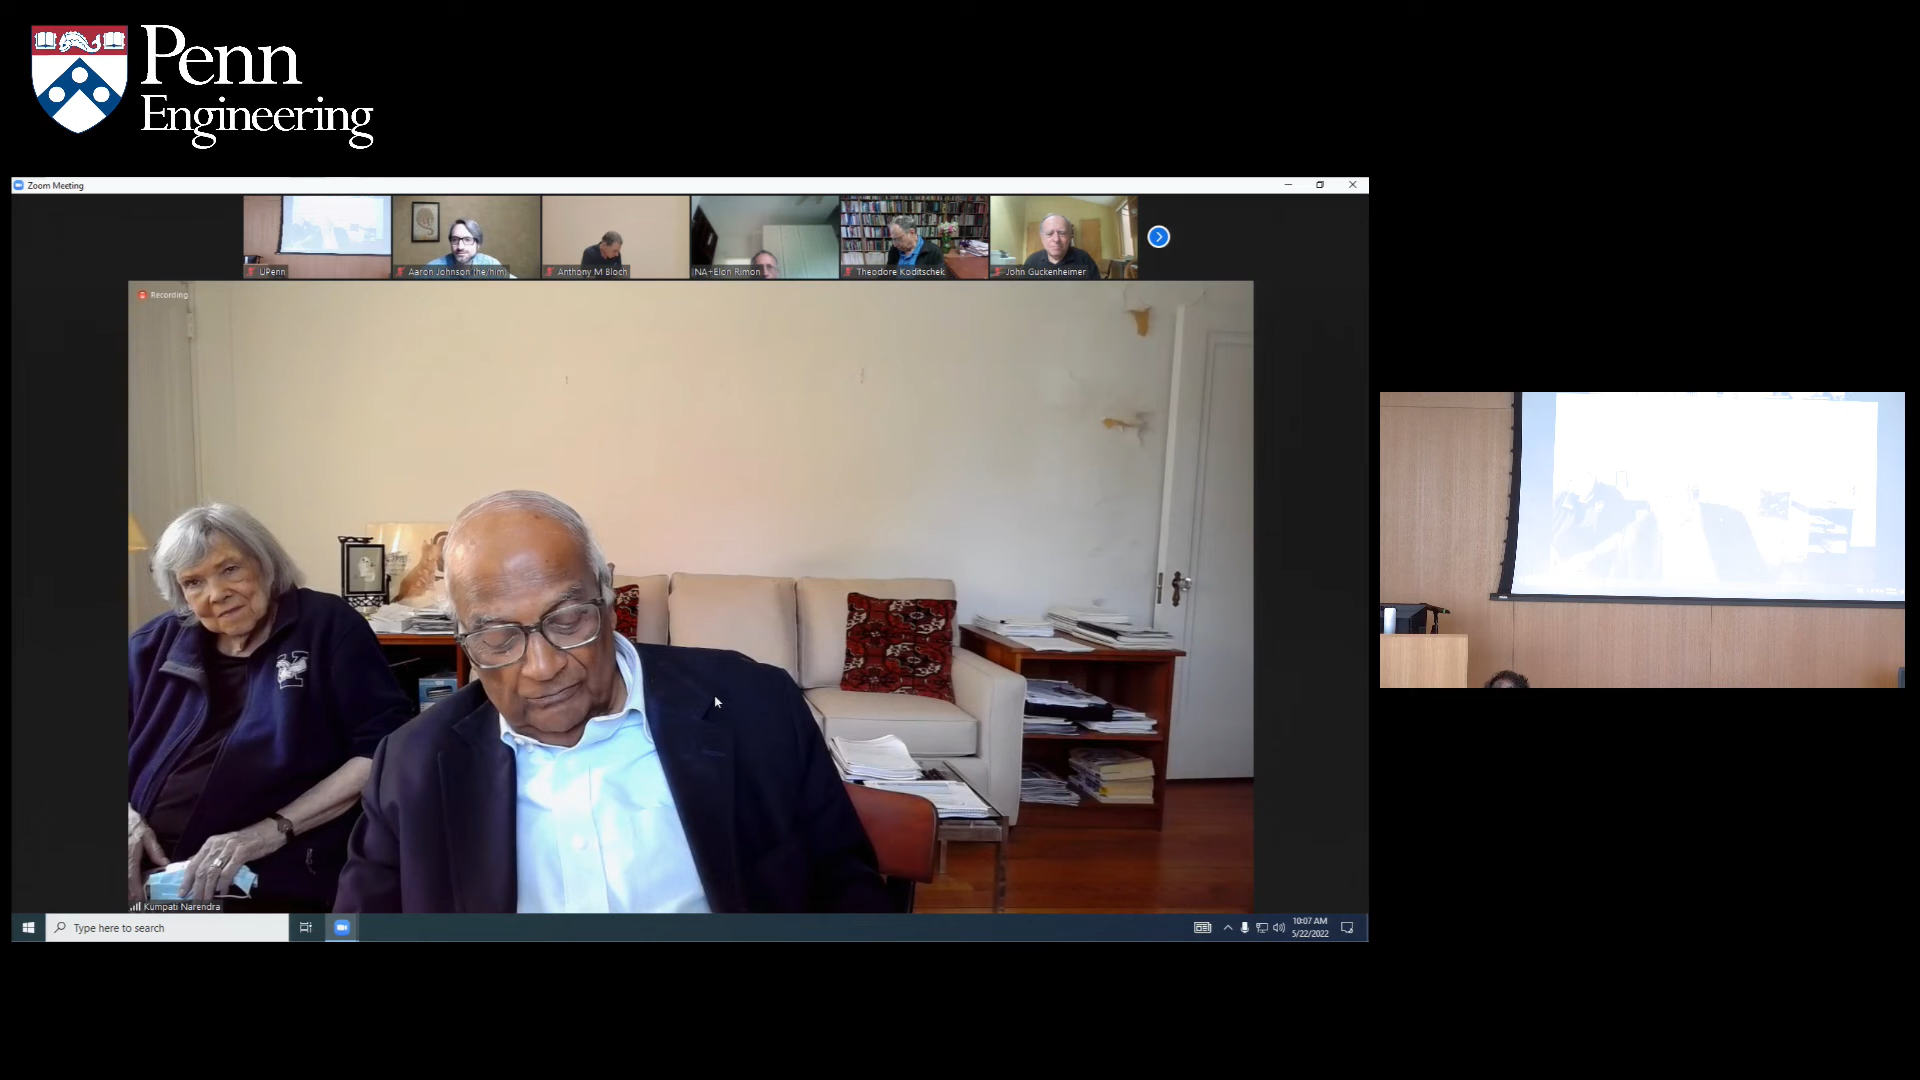 Penn
Engineering
Zoom Meeting
UPenn
Aaron Johnson (he/him)
Anthony M Bloch
NA+Elon Rimon
Theodore Koditschek
John Guckenheimer
Recording
Kumpati Narendra
Type here to search
10:07 AM
5/22/2022